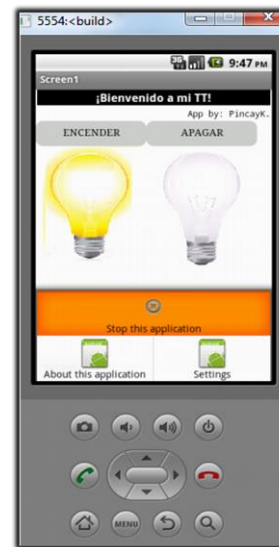 5554:<build>
3G 9:47 PM
Screen1
¡Bienvenido a mi TT!
App by: PincayK.
ENCENDER APAGAR
Stop this application
About this application Settings
MENU